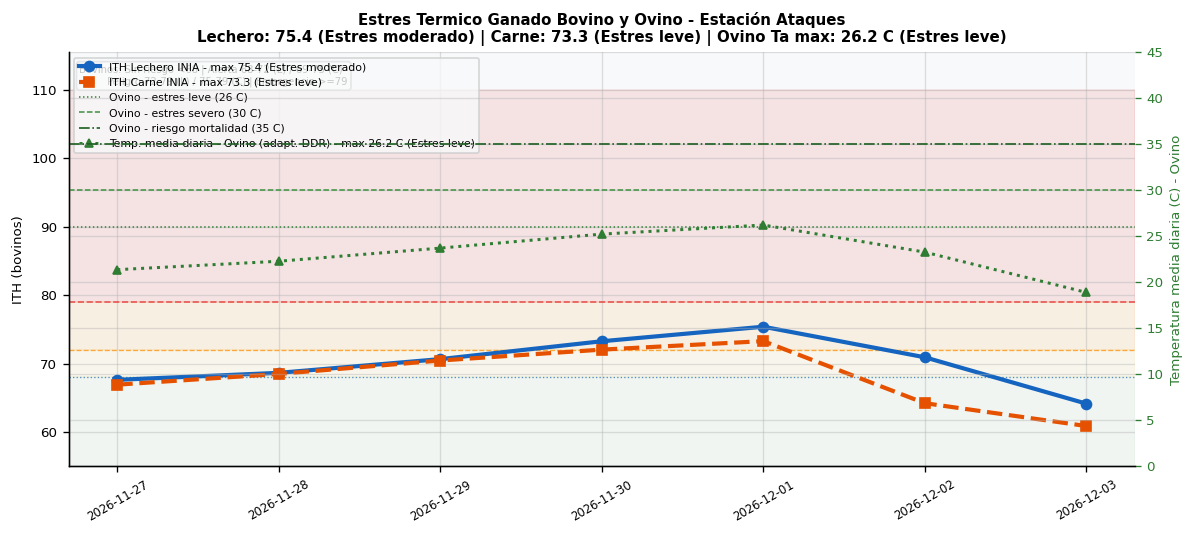 Estres Termico Ganado Bovino y Ovino - Estación Ataques
Lechero: 75.4 (Estres moderado) | Carne: 73.3 (Estres leve) | Ovino Ta max: 26.2 C (Estres leve)
ITH Lechero INIA - max 75.4 (Estres moderado)
ITH Carne INIA - max 73.3 (Estres leve)
Ovino - estres leve (26 C)
Ovino - estres severo (30 C)
Ovino - riesgo mortalidad (35 C)
Temp. media diaria - Ovino (adapt. DDR) - max 26.2 C (Estres leve)
ITH (bovinos)
110
100
90
80
70
60
45
40
35
30
25
20
15
10
5
0
Temperatura media diaria (C) - Ovino
2026-11-27
2026-11-28
2026-11-29
2026-11-30
2026-12-01
2026-12-02
2026-12-03